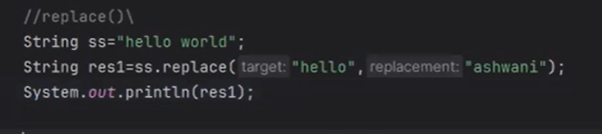 //replace()\
String ss="hello world";
String res1=ss.replace( target: "hello", replacement: "ashwani");
System.out.println(res1);